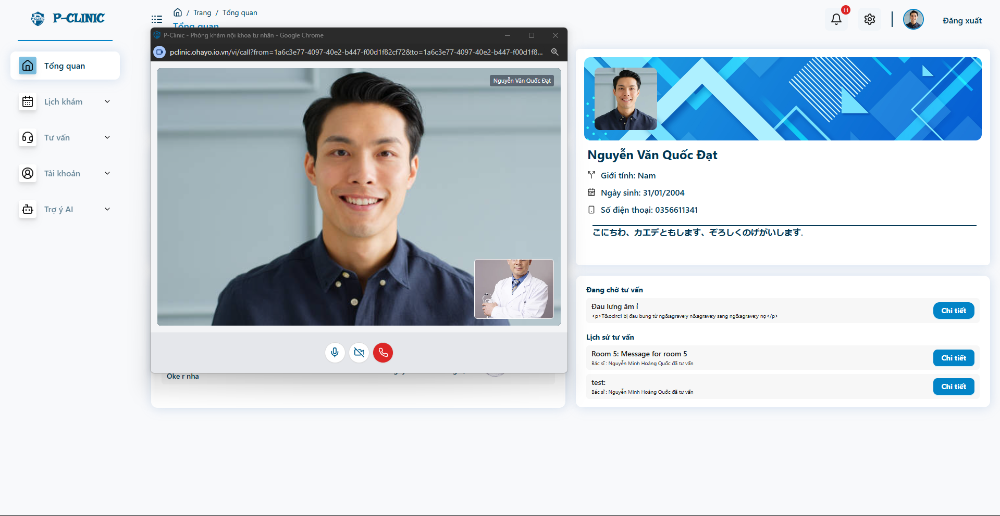 P-CLINIC
P-CLINIC
/ Trang / Tổng quan
Tổng quan
11
Đăng xuất
Tổng quan
Lịch khám
Tư vấn
Tài khoản
Trợ ý AI
P-Clinic - Phòng khám nội khoa tư nhân - Google Chrome
pclinic.ohayo.io.vn/vi/call?from=1a6c3e77-4097-40e2-b447-f00d1f82cf72&to=1a6c3e77-4097-40e2-b447-f00d1f8...
Nguyễn Văn Quốc Đạt
Oke r nha
Nguyễn Văn Quốc Đạt
Giới tính: Nam
Ngày sinh: 31/01/2004
Số điện thoại: 0356611341
こにちわ、カエデともします、ぞろしくのげがいします.
Đang chờ tư vấn
Đau lưng âm ỉ
<p>T&ocirc;i bị đau bung từ ng&agrave;y n&agrave;y sang ng&agrave;y nọ</p>
Chi tiết
Lịch sử tư vấn
Room 5: Message for room 5
Bác sĩ : Nguyễn Minh Hoàng Quốc đã tư vấn
Chi tiết
test:
Bác sĩ : Nguyễn Minh Hoàng Quốc đã tư vấn
Chi tiết